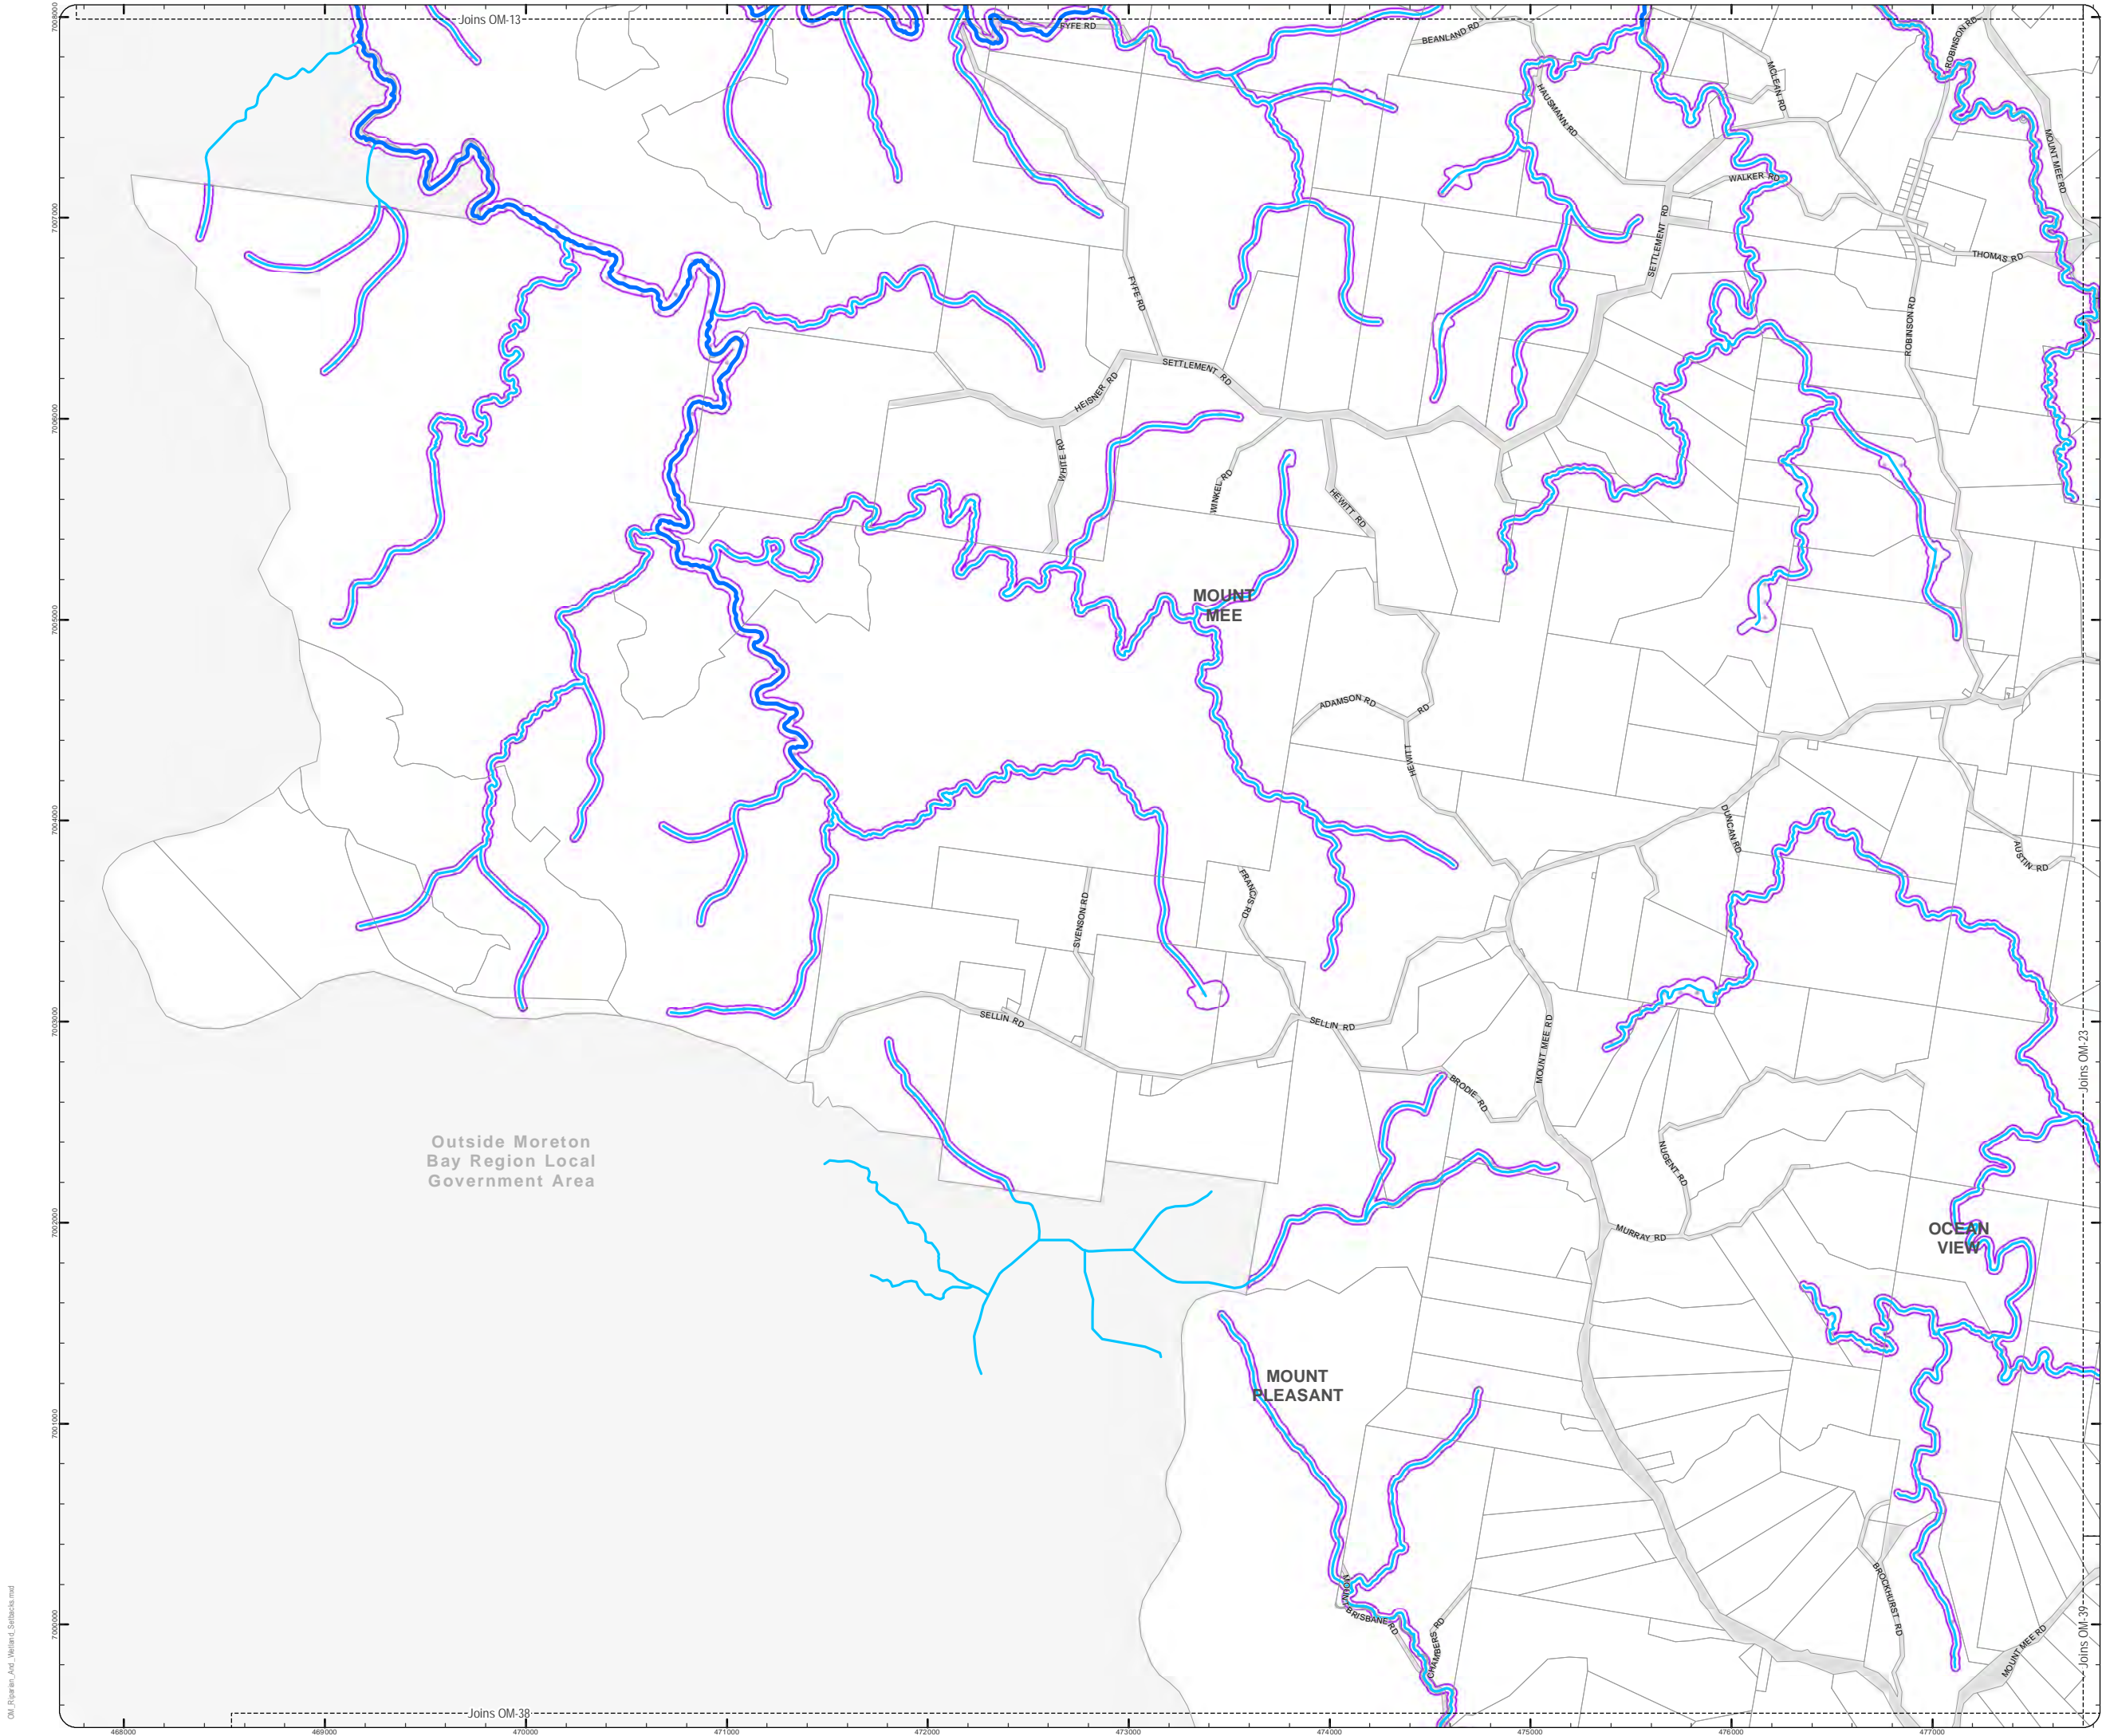 Joins OM-13
FYFE RD
BEANLAND RD
ROBINSON RD
MCLEAN RD
HAUSMANN RD
MOUNT MEE RD
WALKER RD
SETTLEMENT RD
THOMAS RD
FYFE RD
ROBINSON RD
SETTLEMENT RD
HEISNER RD
WHITE RD
WINKEL RD
HEWITT RD
MOUNT
MEE
ADAMSON RD
HEWITT RD
DUNCAN RD
AUSTIN RD
FRANCIS RD
SVENSON RD
SELLIN RD
SELLIN RD
MOUNT MEE RD
Joins OM-23
BRODIE RD
Outside Moreton
Bay Region Local
Government Area
NUGENT RD
MURRAY RD
OCEAN
VIEW
MOUNT
PLEASANT
MOUNT BRISBANE RD
CHAMBERS RD
BROCKHURST RD
MOUNT MEE RD
Joins OM-39
Joins OM-38
7008000
7007000
7006000
7005000
7004000
7003000
7002000
7001000
7000000
468000
469000
470000
471000
472000
473000
474000
475000
476000
477000
OM_Riparian_And_Wetland_Setbacks.mxd